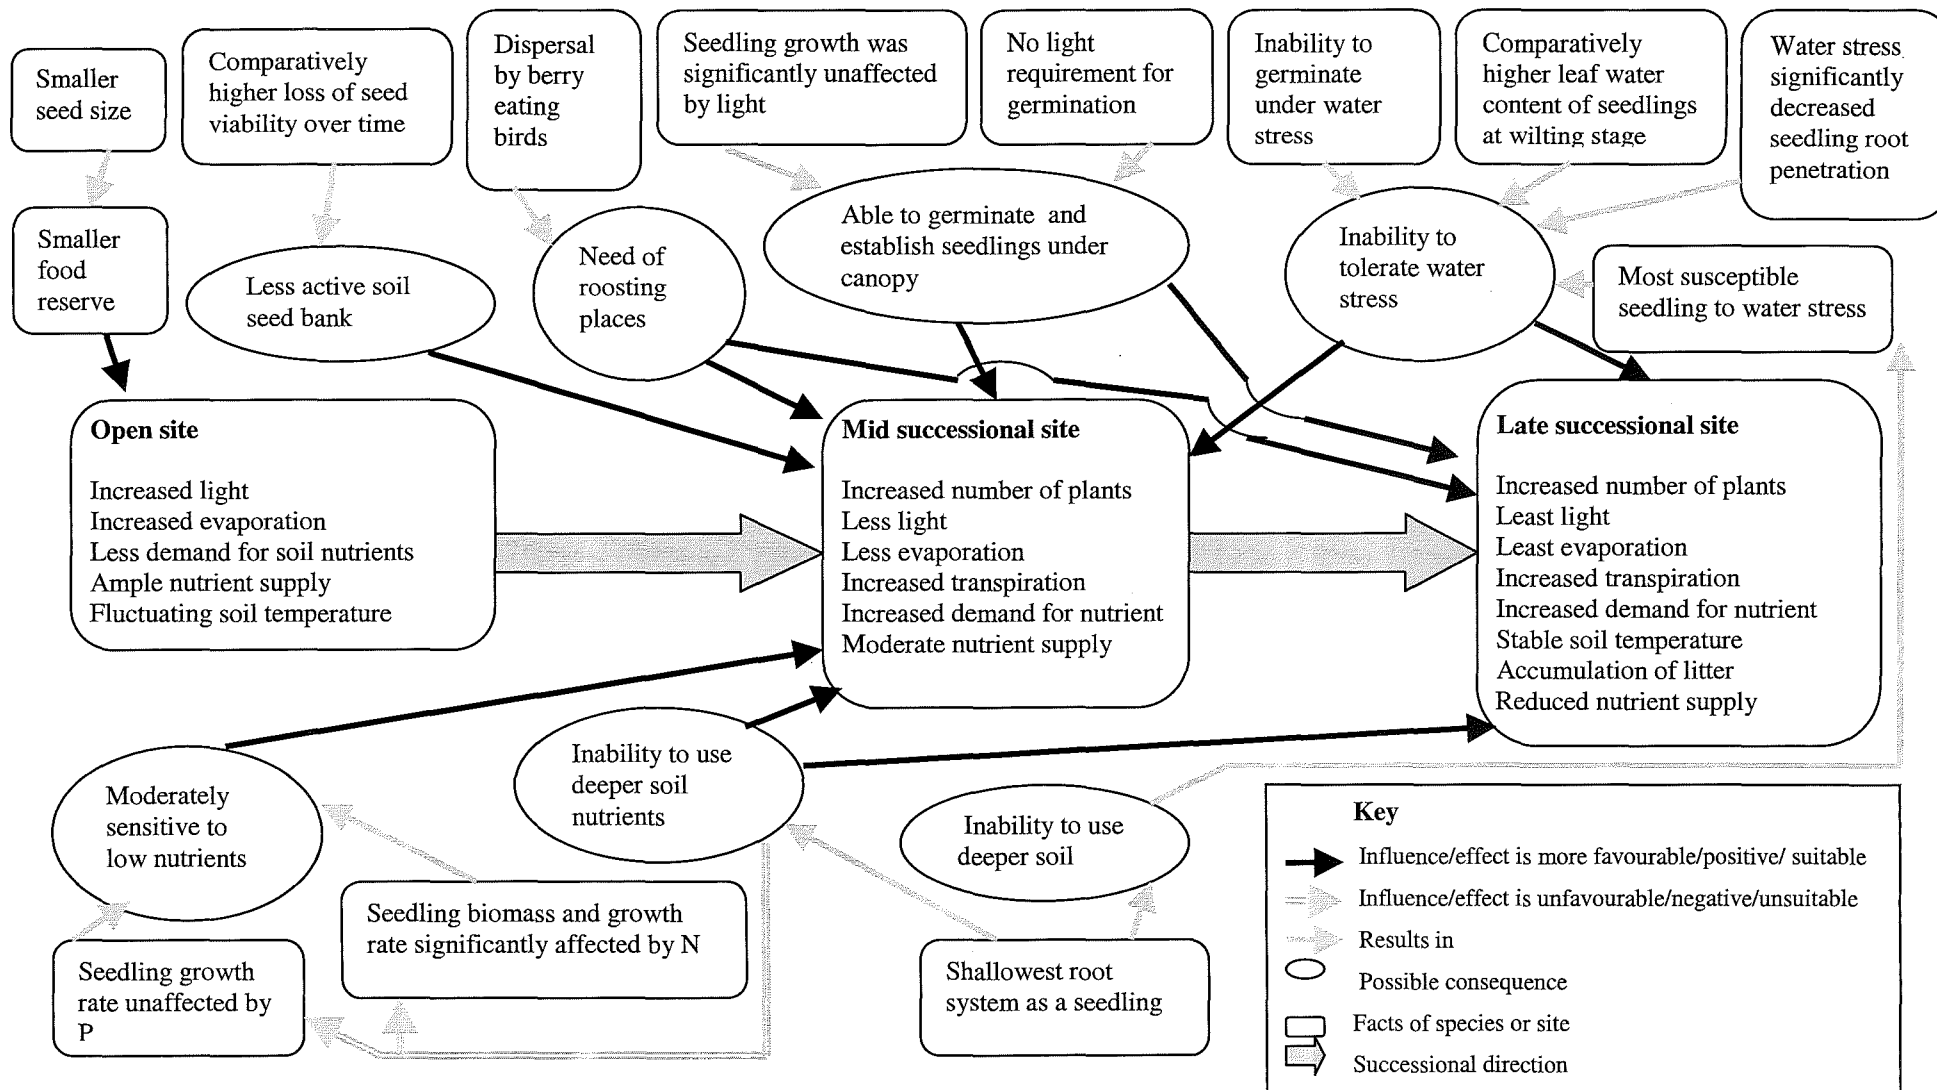 Smaller
seed size
Comparatively
higher loss of seed
viability over time
Dispersal
by berry
eating
birds
Seedling growth was
significantly unaffected
by light
No light
requirement for
germination
Inability to
germinate
under water
stress
Comparatively
higher leaf water
content of seedlings
at wilting stage
Water stress
significantly
decreased
seedling root
penetration
Smaller
food
reserve
Less active soil
seed bank
Need of
roosting
places
Able to germinate and
establish seedlings under
canopy
Inability to
tolerate water
stress
Most susceptible
seedling to water stress
Open site
Increased light
Increased evaporation
Less demand for soil nutrients
Ample nutrient supply
Fluctuating soil temperature
Mid successional site
Increased number of plants
Less light
Less evaporation
Increased transpiration
Increased demand for nutrient
Moderate nutrient supply
Late successional site
Increased number of plants
Least light
Least evaporation
Increased transpiration
Increased demand for nutrient
Stable soil temperature
Accumulation of litter
Reduced nutrient supply
Moderately
sensitive to
low nutrients
Inability to use
deeper soil
nutrients
Inability to use
deeper soil
Seedling growth
rate unaffected by
P
Seedling biomass and growth
rate significantly affected by N
Shallowest root
system as a seedling
Key
Influence/effect is more favourable/positive/ suitable
Influence/effect is unfavourable/negative/unsuitable
Results in
Possible consequence
Facts of species or site
Successional direction